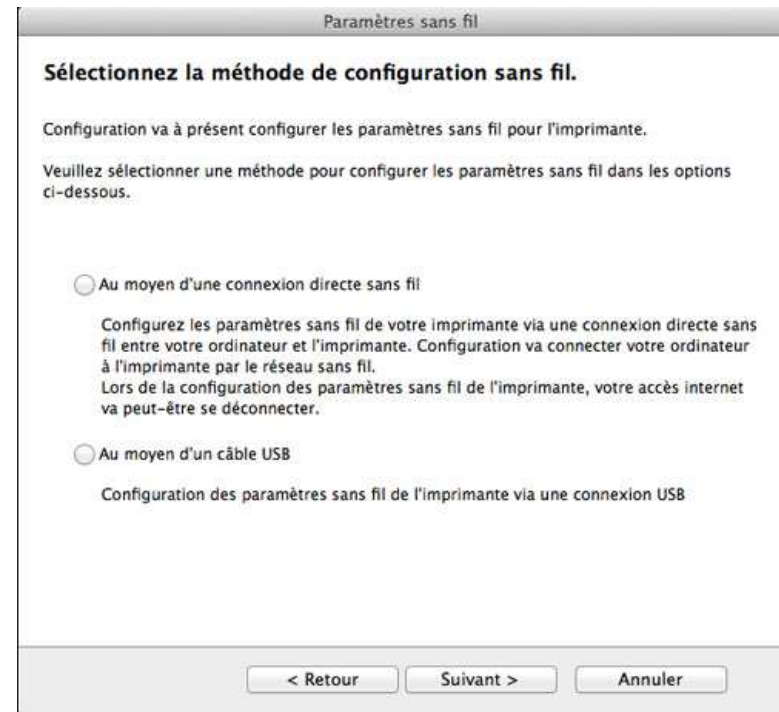 Paramètres sans fil
Sélectionnez la méthode de configuration sans fil.
Configuration va à présent configurer les paramètres sans fil pour l'imprimante.
Veuillez sélectionner une méthode pour configurer les paramètres sans fil dans les options
ci-dessous.
Au moyen d'une connexion directe sans fil
Configurez les paramètres sans fil de votre imprimante via une connexion directe sans
fil entre votre ordinateur et l'imprimante. Configuration va connecter votre ordinateur
à l'imprimante par le réseau sans fil.
Lors de la configuration des paramètres sans fil de l'imprimante, votre accès internet
va peut-être se déconnecter.
Au moyen d'un câble USB
Configuration des paramètres sans fil de l'imprimante via une connexion USB
< Retour Suivant > Annuler